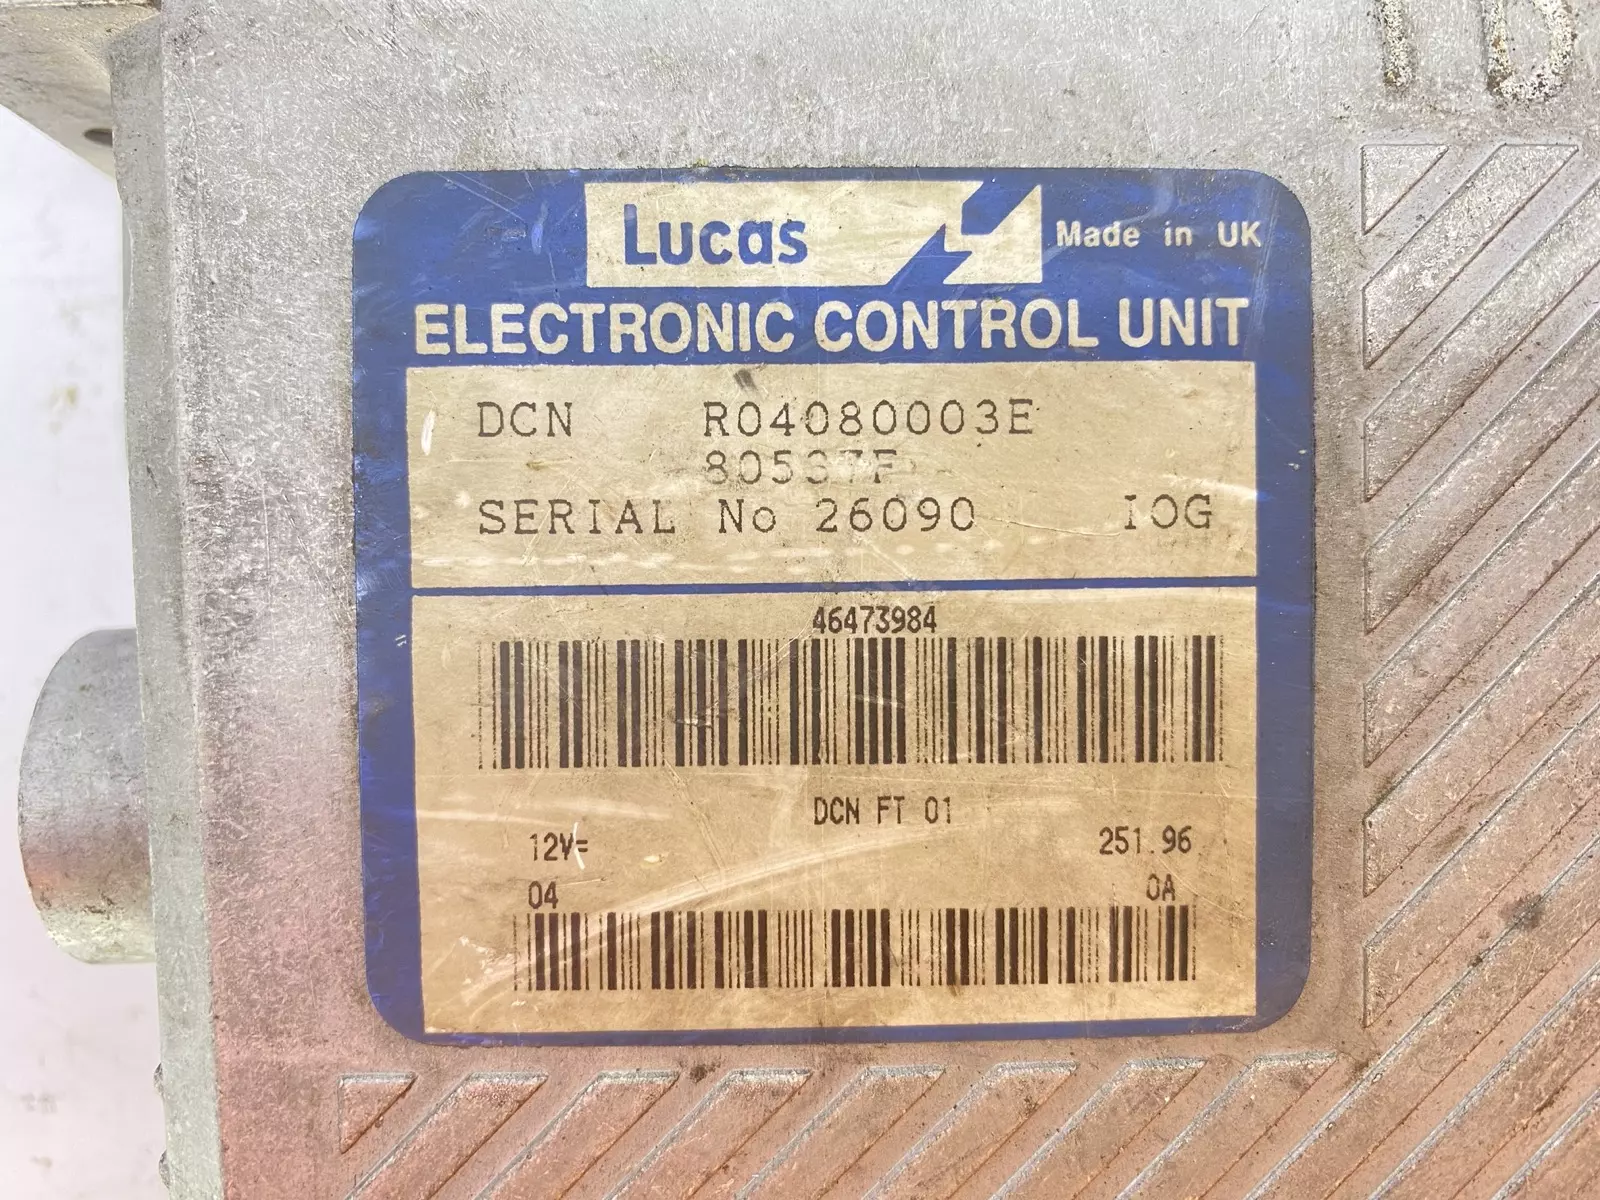 Lucas Made in UK
ELECTRONIC CONTROL UNIT
DCN R04080003E
80537F
SERIAL No 26090 IOG
46473984
DCN FT 01
12V= 251.96
04 0A